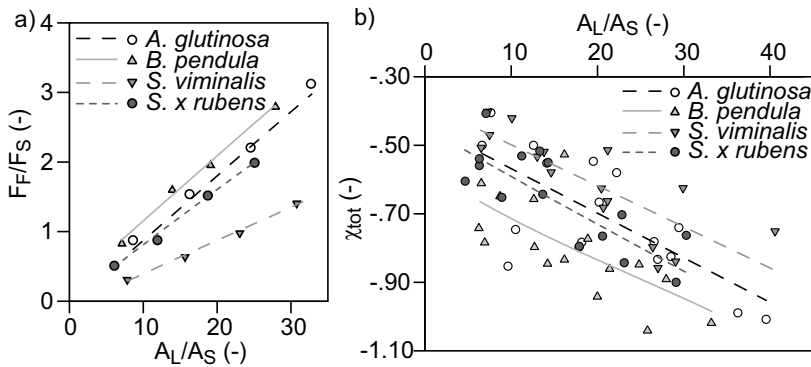 a)
A. glutinosa
B. pendula
S. viminalis
S. x rubens
F_F/F_S (-)
4
3
2
1
0
0 10 20 30
A_L/A_S (-)
b)
A_L/A_S (-)
0 10 20 30 40
A. glutinosa
B. pendula
S. viminalis
S. x rubens
χtot (-)
-.30
-.50
-.70
-.90
-1.10